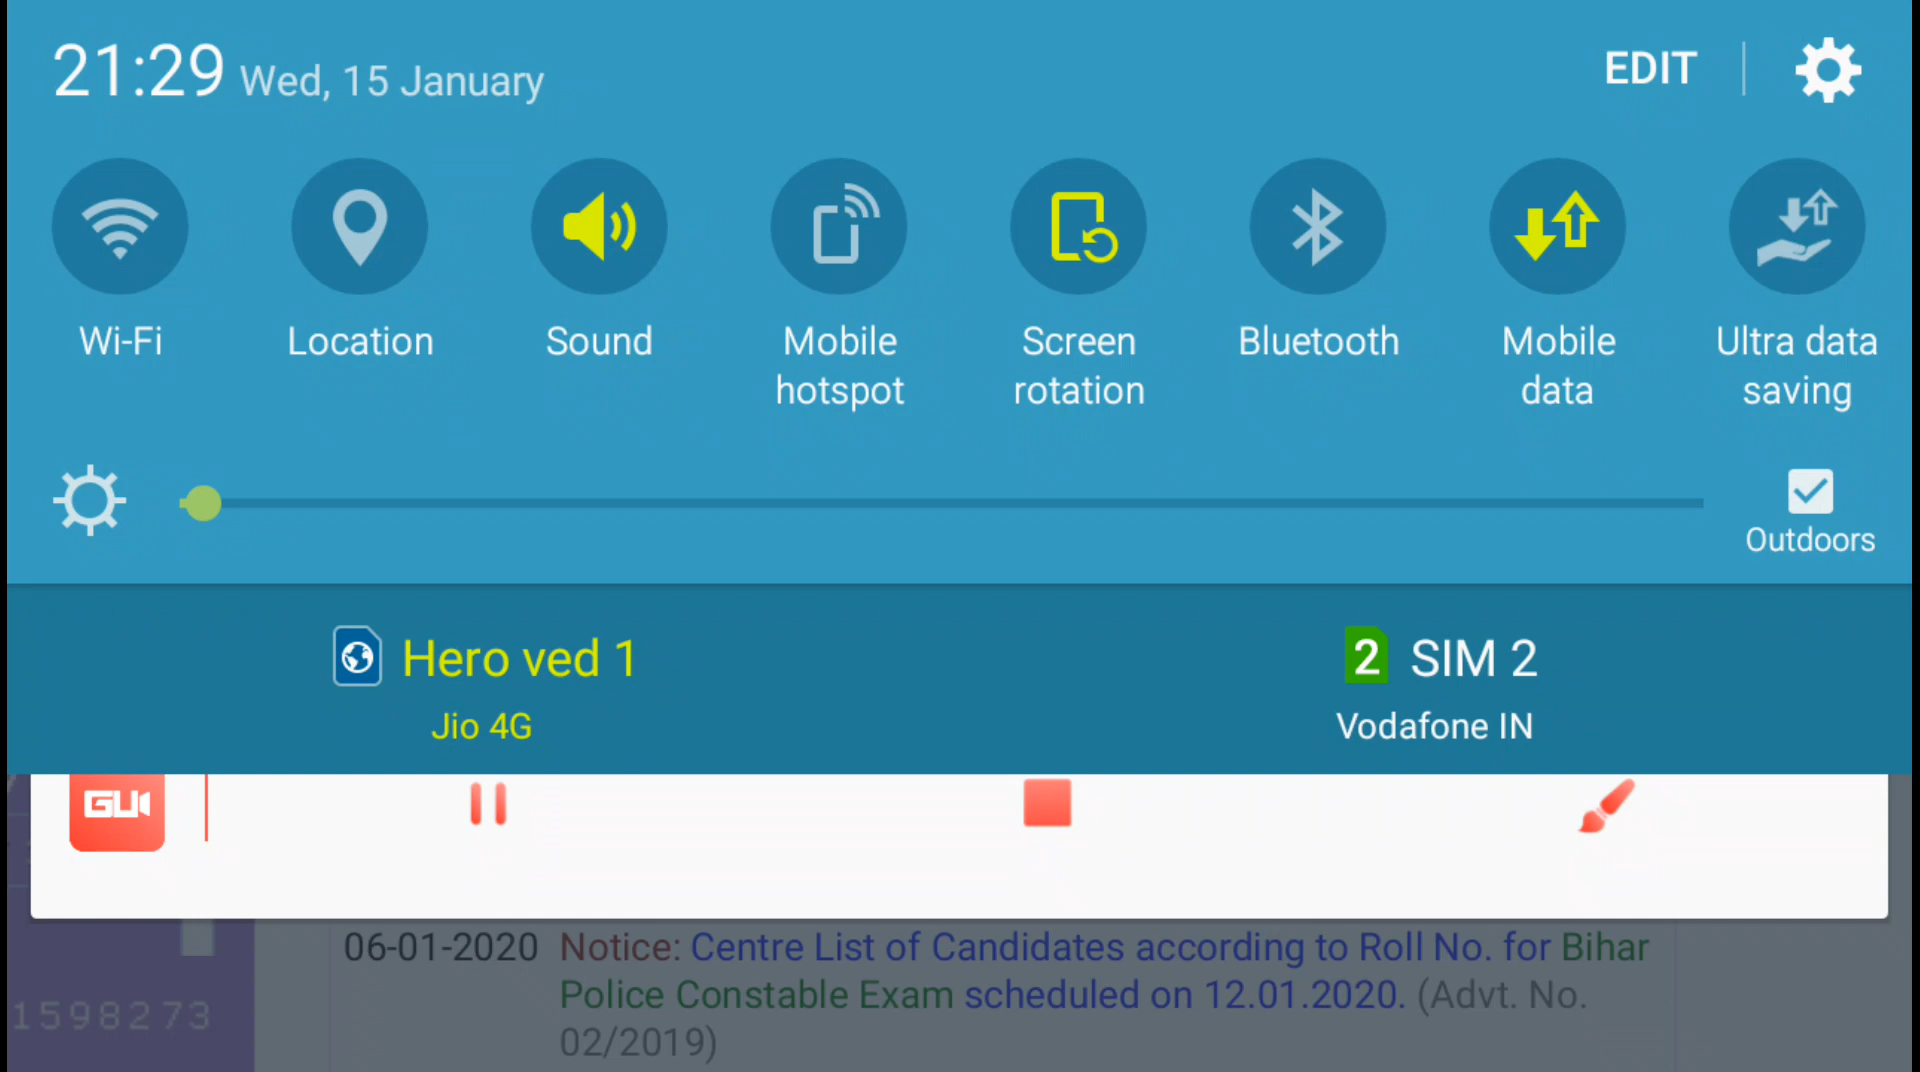 21:29 Wed, 15 January
EDIT
Wi-Fi
Location
Sound
Mobile
hotspot
Screen
rotation
Bluetooth
Mobile
data
Ultra data
saving
Outdoors
Hero ved 1
Jio 4G
2 SIM 2
Vodafone IN
GU
06-01-2020 Notice: Centre List of Candidates according to Roll No. for Bihar
Police Constable Exam scheduled on 12.01.2020. (Advt. No.
02/2019)
1598273